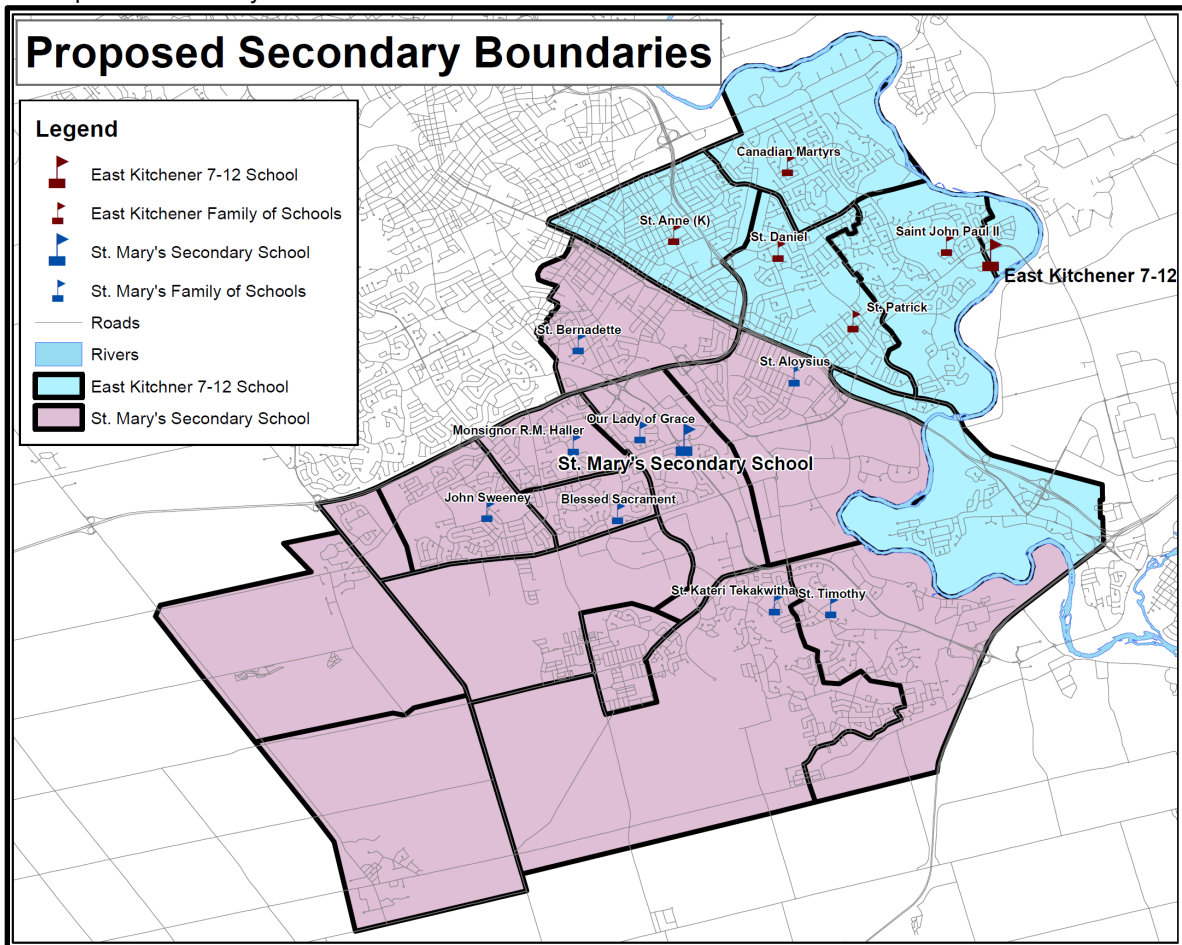 Proposed Secondary Boundaries
Legend
East Kitchener 7-12 School
East Kitchener Family of Schools
St. Mary's Secondary School
St. Mary's Family of Schools
Roads
Rivers
East Kitchner 7-12 School
St. Mary's Secondary School
Canadian Martyrs
St. Anne (K)
St. Daniel
Saint John Paul II
East Kitchener 7-12
St. Patrick
St. Bernadette
St. Aloysius
Our Lady of Grace
Monsignor R.M. Haller
St. Mary's Secondary School
John Sweeney
Blessed Sacrament
St. Kateri Tekakwitha
St. Timothy